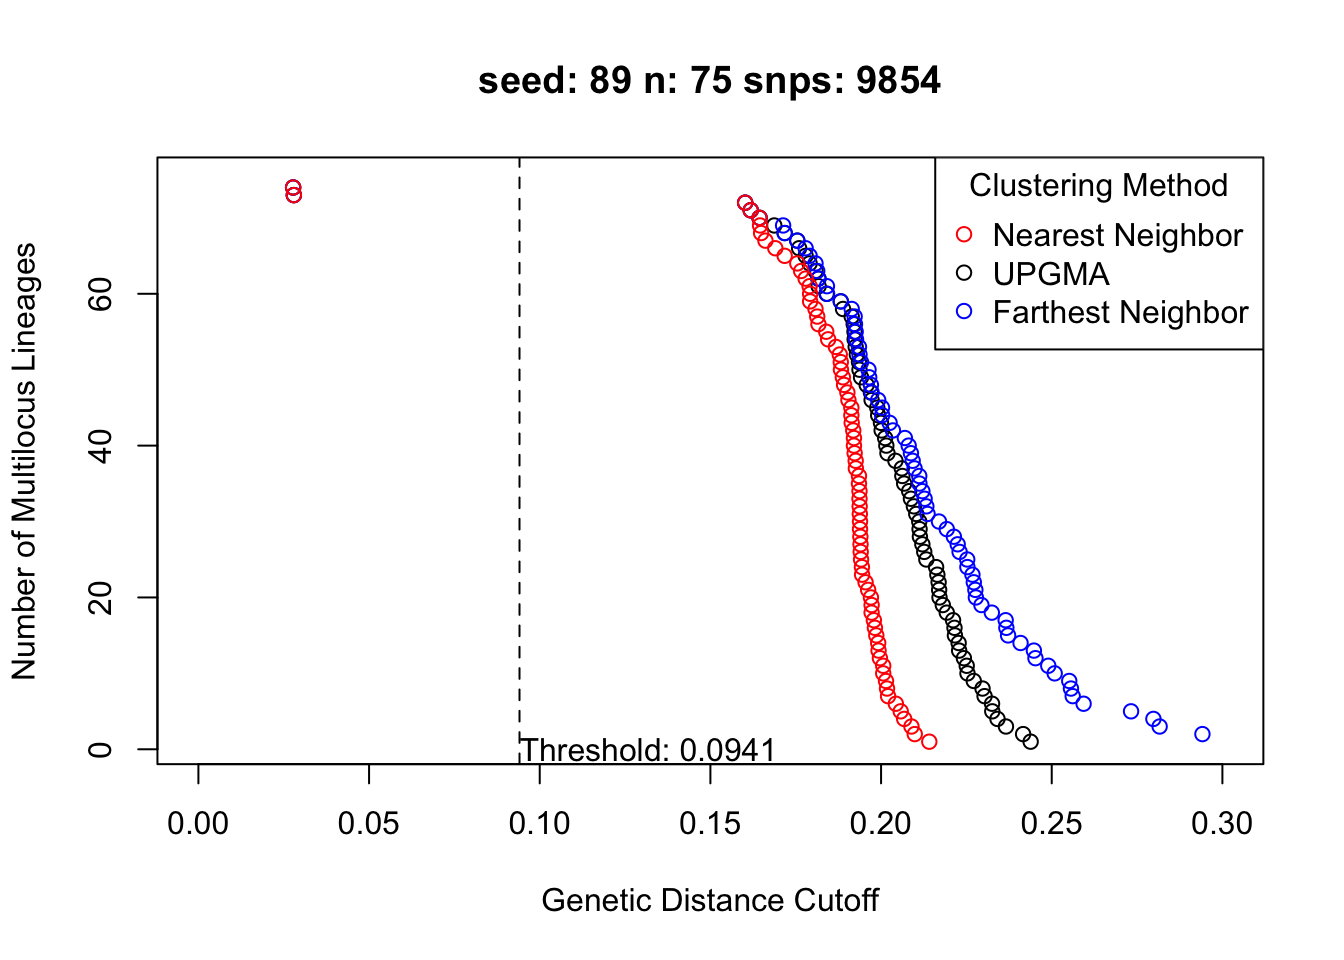 seed: 89 n: 75 snps: 9854
Clustering Method
Nearest Neighbor
UPGMA
Farthest Neighbor
Number of Multilocus Lineages
60
40
20
0
Threshold: 0.0941
0.00 0.05 0.10 0.15 0.20 0.25 0.30
Genetic Distance Cutoff